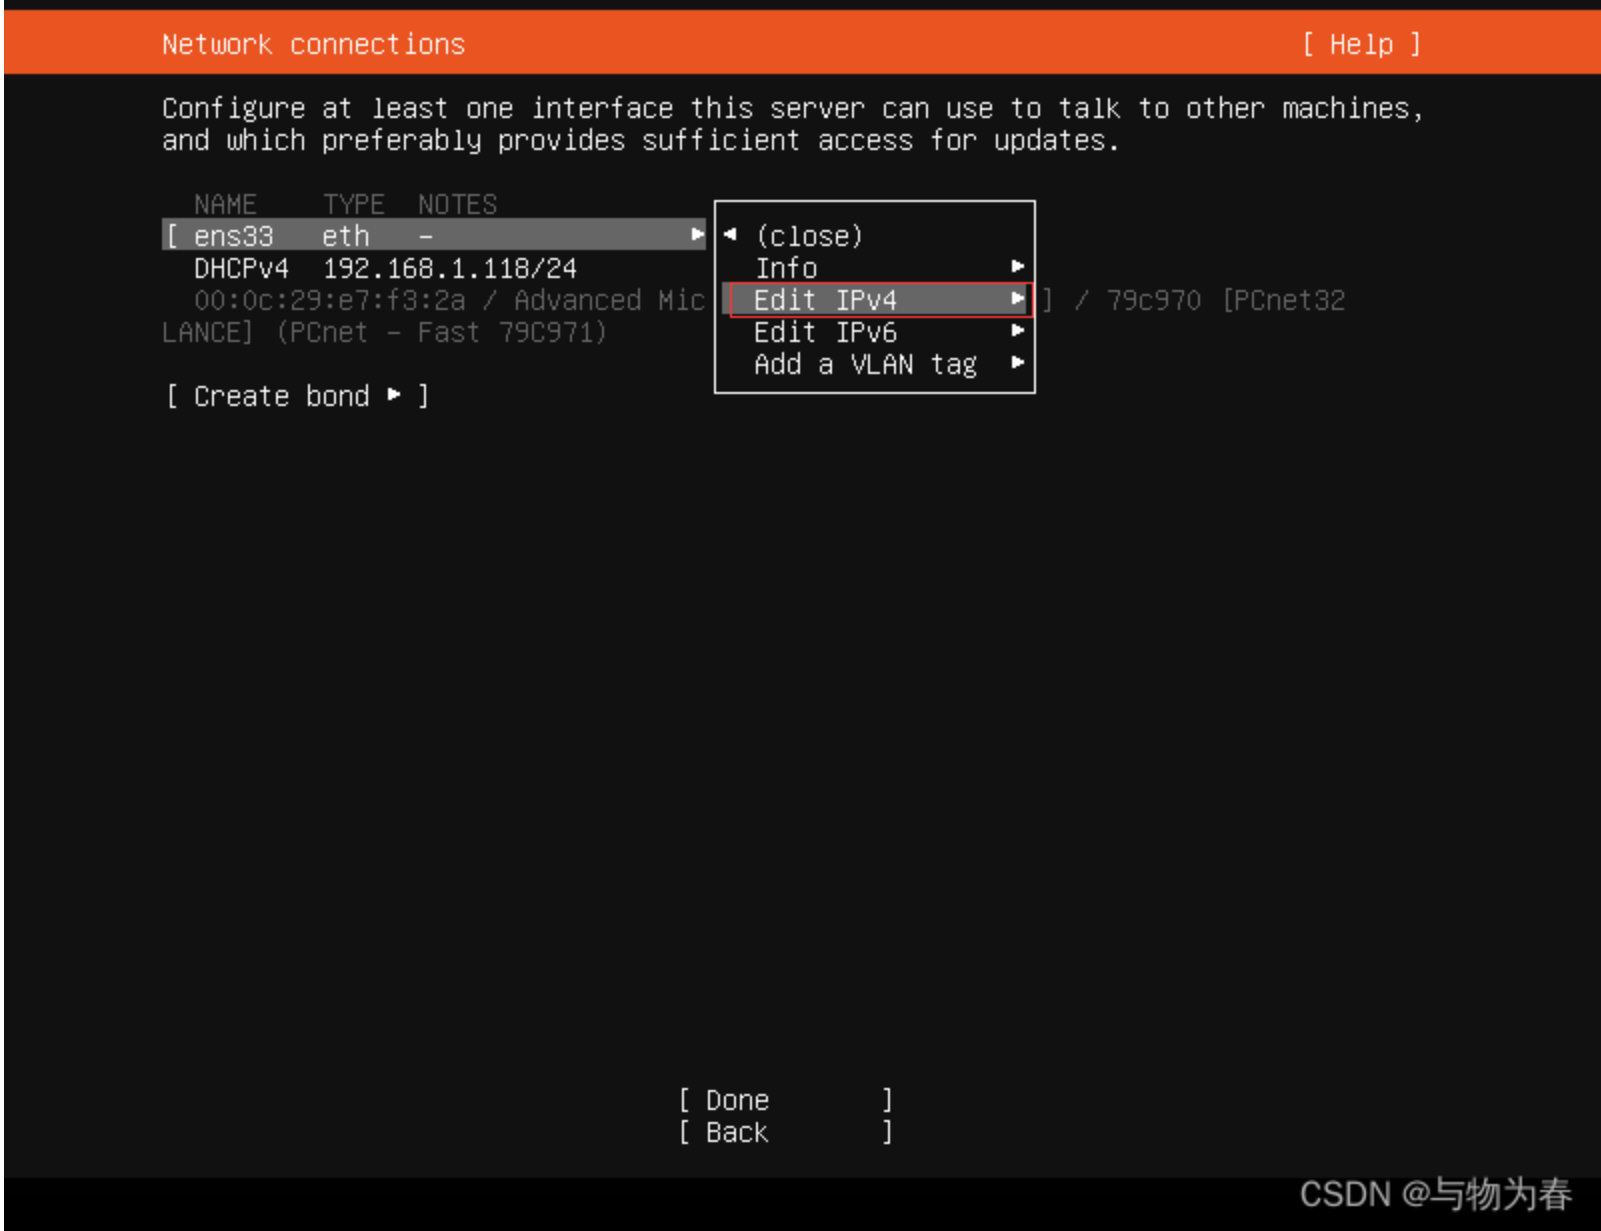 Network connections [ Help ]
Configure at least one interface this server can use to talk to other machines,
and which preferably provides sufficient access for updates.
NAME TYPE NOTES
[ ens33 eth - ▸ ◂ (close)
DHCPv4 192.168.1.118/24 Info ▸
00:0c:29:e7:f3:2a / Advanced Mic Edit IPv4 ▸ ] / 79c970 [PCnet32
LANCE] (PCnet - Fast 79C971) Edit IPv6 ▸
Add a VLAN tag ▸
[ Create bond ▸ ]
[ Done ]
[ Back ]
CSDN @与物为春